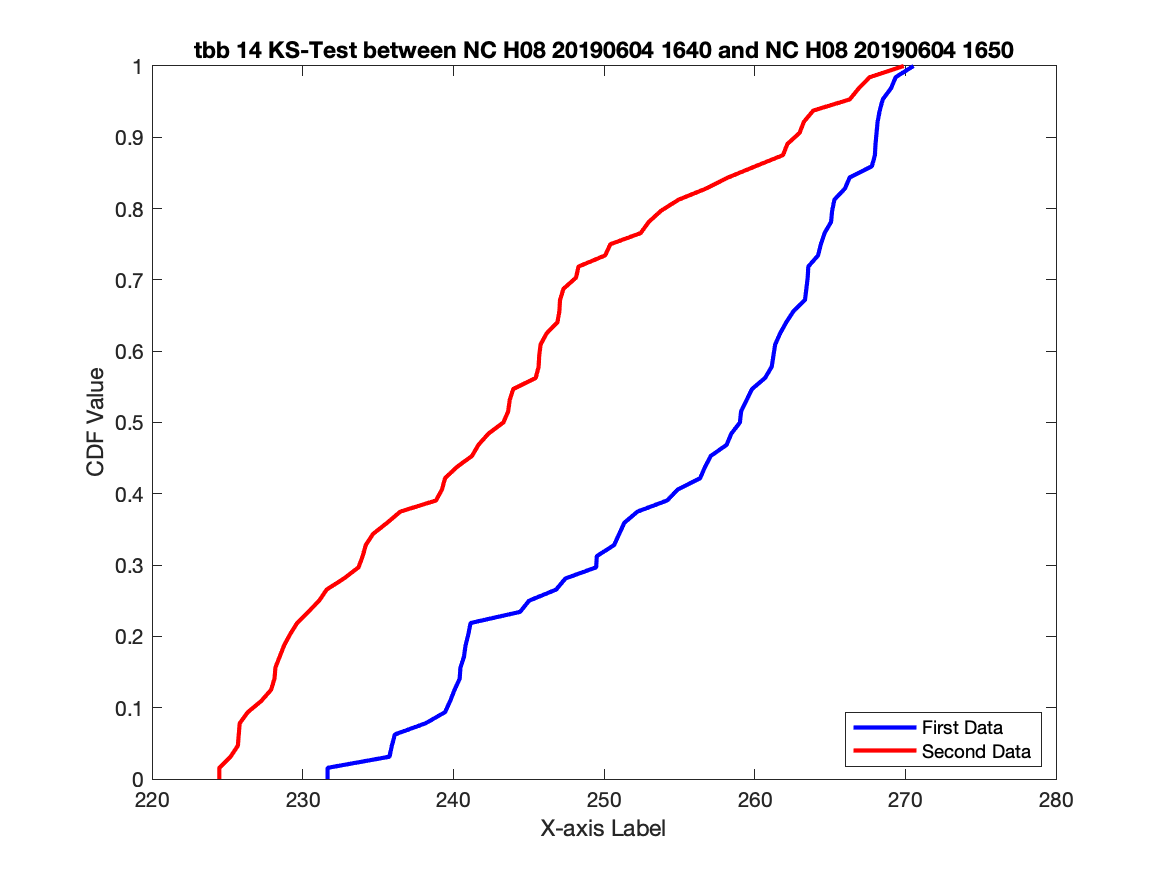 tbb 14 KS-Test between NC H08 20190604 1640 and NC H08 20190604 1650
1
0.9
0.8
0.7
0.6
0.5
0.4
0.3
0.2
0.1
0
CDF Value
First Data
Second Data
220 230 240 250 260 270 280
X-axis Label